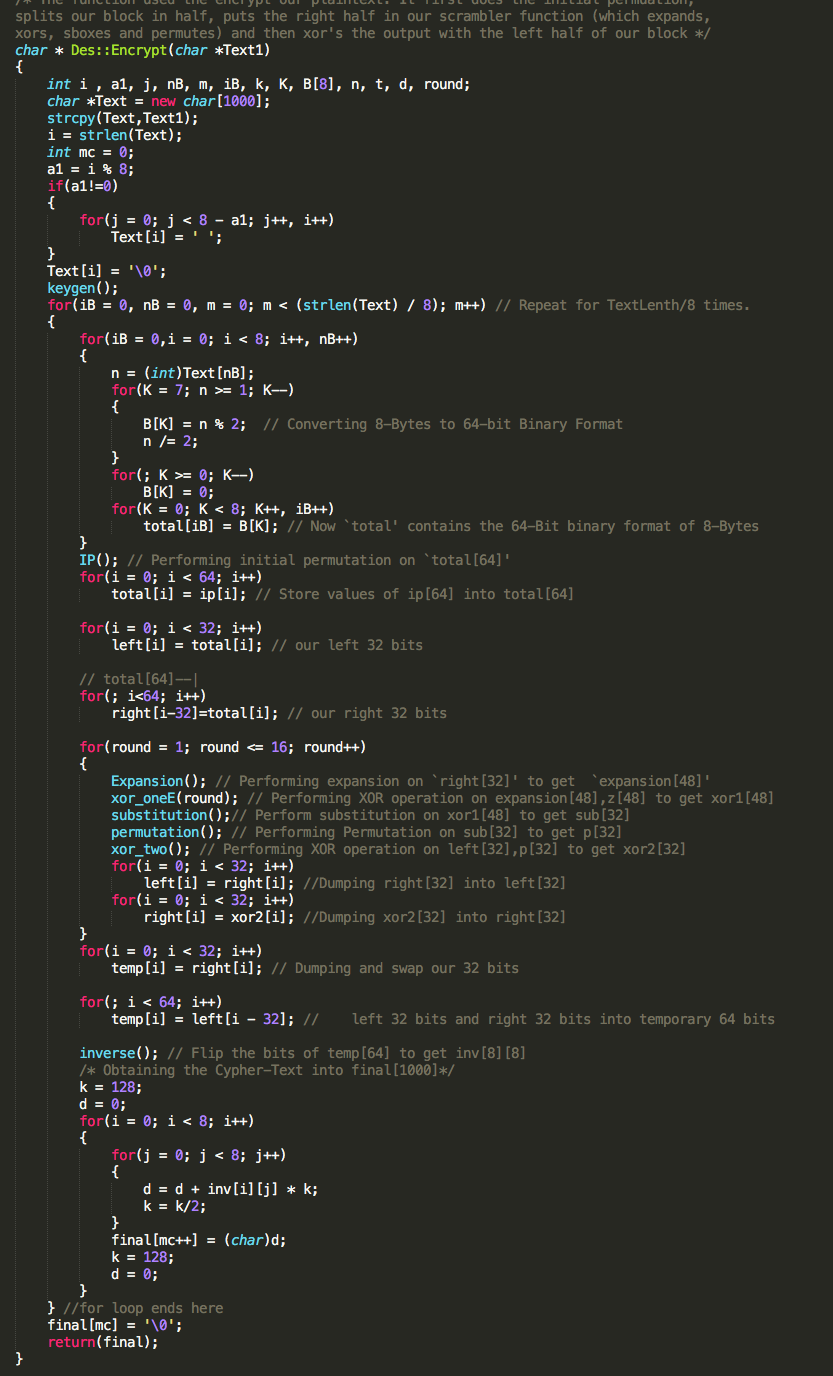 /* The function used the encrypt our plaintext. It first does the initial permudation,
splits our block in half, puts the right half in our scrambler function (which expands,
xors, sboxes and permutes) and then xor's the output with the left half of our block */
char * Des::Encrypt(char *Text1)
{
int i , a1, j, nB, m, iB, k, K, B[8], n, t, d, round;
char *Text = new char[1000];
strcpy(Text,Text1);
i = strlen(Text);
int mc = 0;
a1 = i % 8;
if(a1!=0)
{
for(j = 0; j < 8 - a1; j++, i++)
Text[i] = ' ';
}
Text[i] = '\0';
keygen();
for(iB = 0, nB = 0, m = 0; m < (strlen(Text) / 8); m++) // Repeat for TextLenth/8 times.
{
for(iB = 0,i = 0; i < 8; i++, nB++)
{
n = (int)Text[nB];
for(K = 7; n >= 1; K--)
{
B[K] = n % 2;  // Converting 8-Bytes to 64-bit Binary Format
n /= 2;
}
for(; K >= 0; K--)
B[K] = 0;
for(K = 0; K < 8; K++, iB++)
total[iB] = B[K]; // Now `total' contains the 64-Bit binary format of 8-Bytes
}
IP(); // Performing initial permutation on `total[64]'
for(i = 0; i < 64; i++)
total[i] = ip[i]; // Store values of ip[64] into total[64]
for(i = 0; i < 32; i++)
left[i] = total[i]; // our left 32 bits
// total[64]--|
for(; i<64; i++)
right[i-32]=total[i]; // our right 32 bits
for(round = 1; round <= 16; round++)
{
Expansion(); // Performing expansion on `right[32]' to get  `expansion[48]'
xor_oneE(round); // Performing XOR operation on expansion[48],z[48] to get xor1[48]
substitution();// Perform substitution on xor1[48] to get sub[32]
permutation(); // Performing Permutation on sub[32] to get p[32]
xor_two(); // Performing XOR operation on left[32],p[32] to get xor2[32]
for(i = 0; i < 32; i++)
left[i] = right[i]; //Dumping right[32] into left[32]
for(i = 0; i < 32; i++)
right[i] = xor2[i]; //Dumping xor2[32] into right[32]
}
for(i = 0; i < 32; i++)
temp[i] = right[i]; // Dumping and swap our 32 bits
for(; i < 64; i++)
temp[i] = left[i - 32]; //    left 32 bits and right 32 bits into temporary 64 bits
inverse(); // Flip the bits of temp[64] to get inv[8][8]
/* Obtaining the Cypher-Text into final[1000]*/
k = 128;
d = 0;
for(i = 0; i < 8; i++)
{
for(j = 0; j < 8; j++)
{
d = d + inv[i][j] * k;
k = k/2;
}
final[mc++] = (char)d;
k = 128;
d = 0;
}
} //for loop ends here
final[mc] = '\0';
return(final);
}